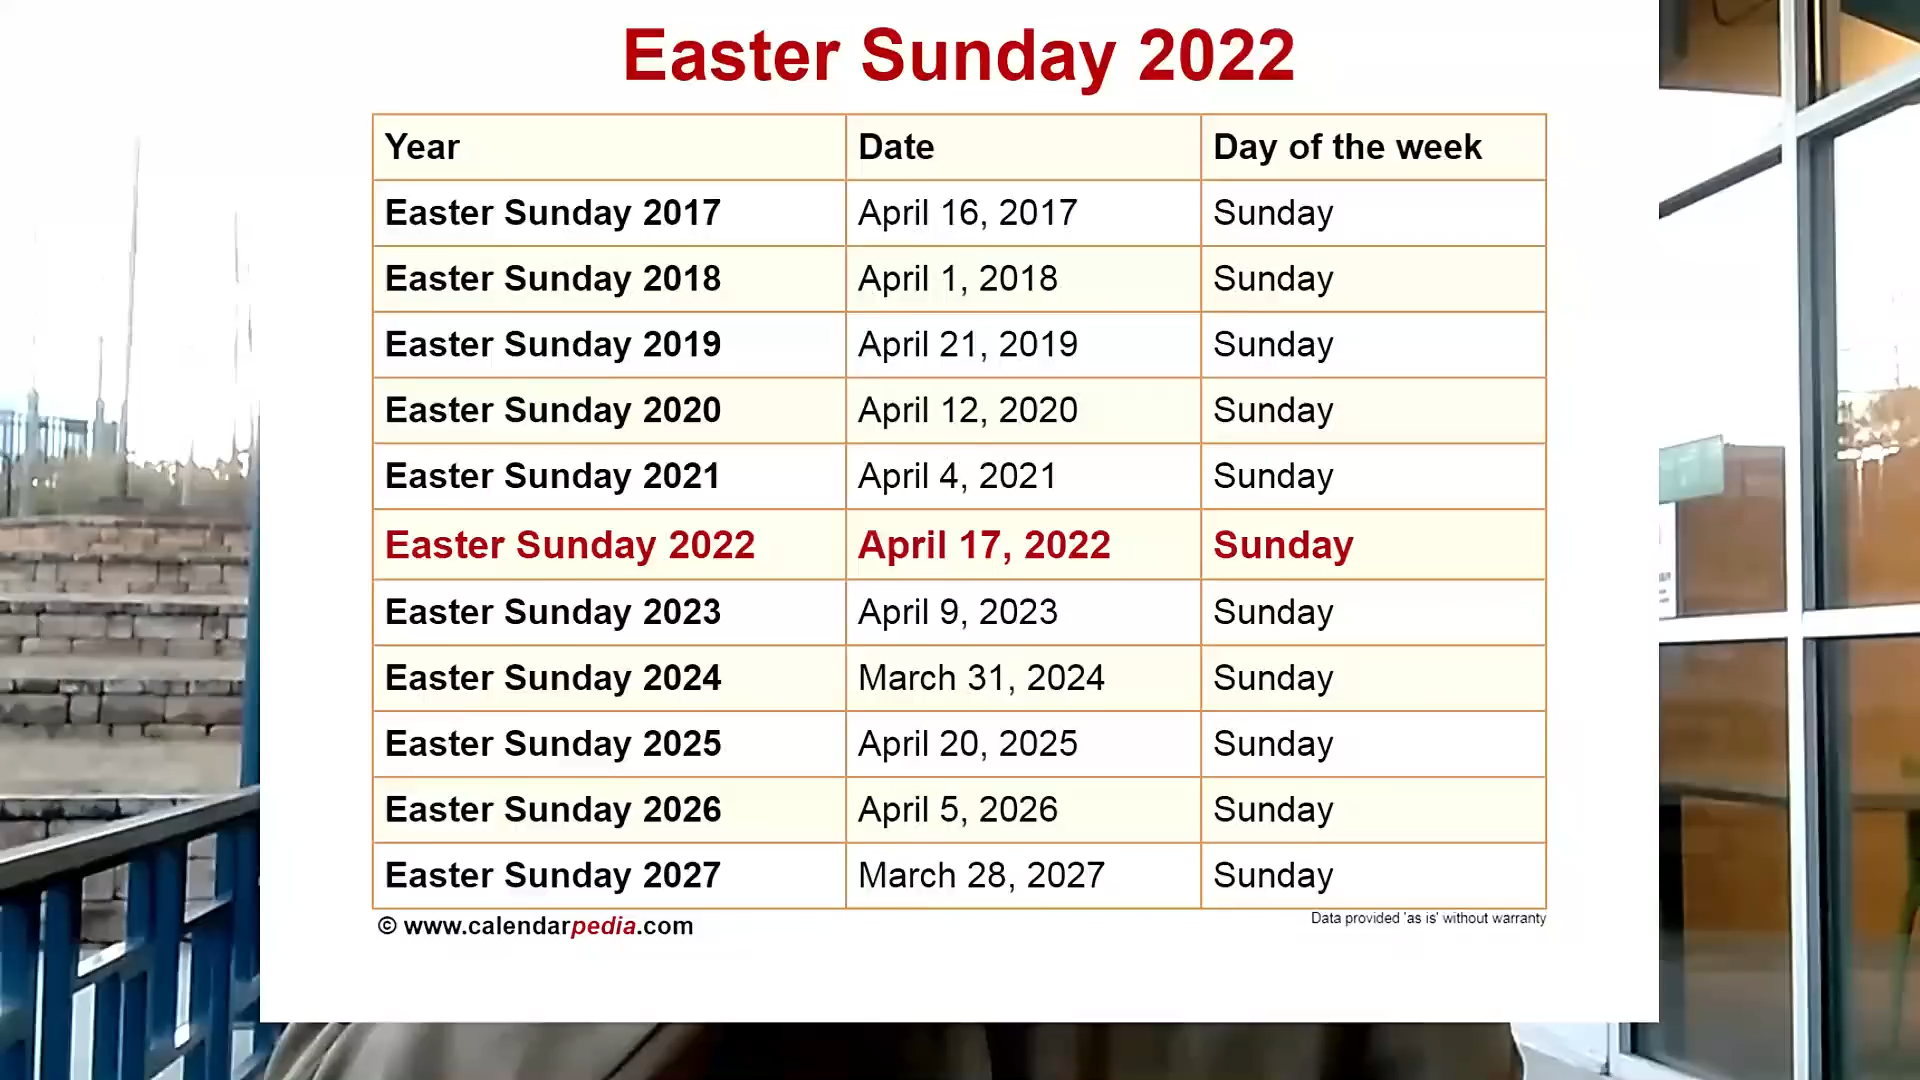 Easter Sunday 2022
Year Date Day of the week
Easter Sunday 2017 April 16, 2017 Sunday
Easter Sunday 2018 April 1, 2018 Sunday
Easter Sunday 2019 April 21, 2019 Sunday
Easter Sunday 2020 April 12, 2020 Sunday
Easter Sunday 2021 April 4, 2021 Sunday
Easter Sunday 2022 April 17, 2022 Sunday
Easter Sunday 2023 April 9, 2023 Sunday
Easter Sunday 2024 March 31, 2024 Sunday
Easter Sunday 2025 April 20, 2025 Sunday
Easter Sunday 2026 April 5, 2026 Sunday
Easter Sunday 2027 March 28, 2027 Sunday
© www.calendarpedia.com Data provided 'as is' without warranty